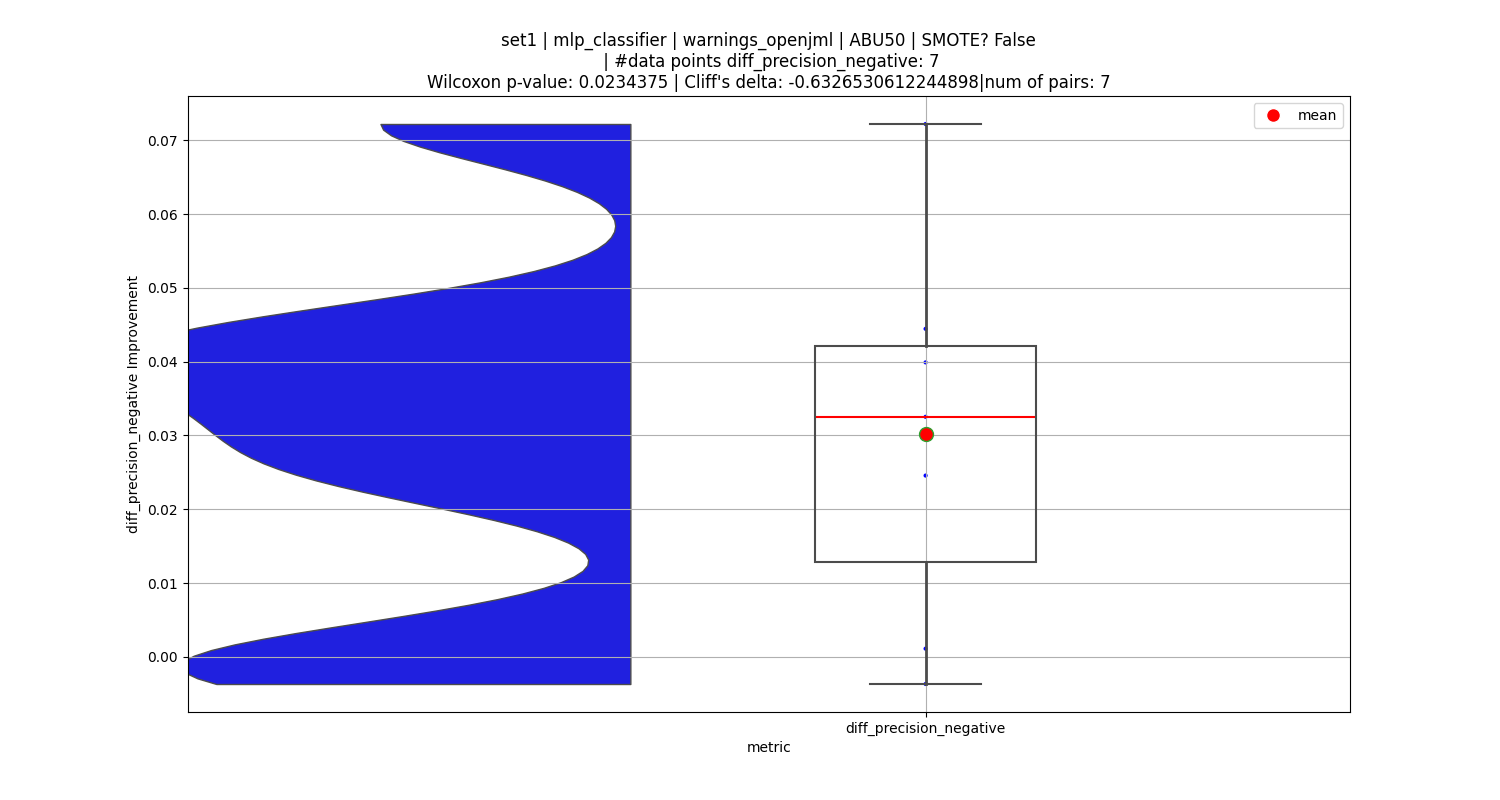 set1 | mlp_classifier | warnings_openjml | ABU50 | SMOTE? False
| #data points diff_precision_negative: 7
Wilcoxon p-value: 0.0234375 | Cliff's delta: -0.6326530612244898|num of pairs: 7
mean
0.07
0.06
0.05
0.04
0.03
0.02
0.01
0.00
diff_precision_negative Improvement
diff_precision_negative
metric